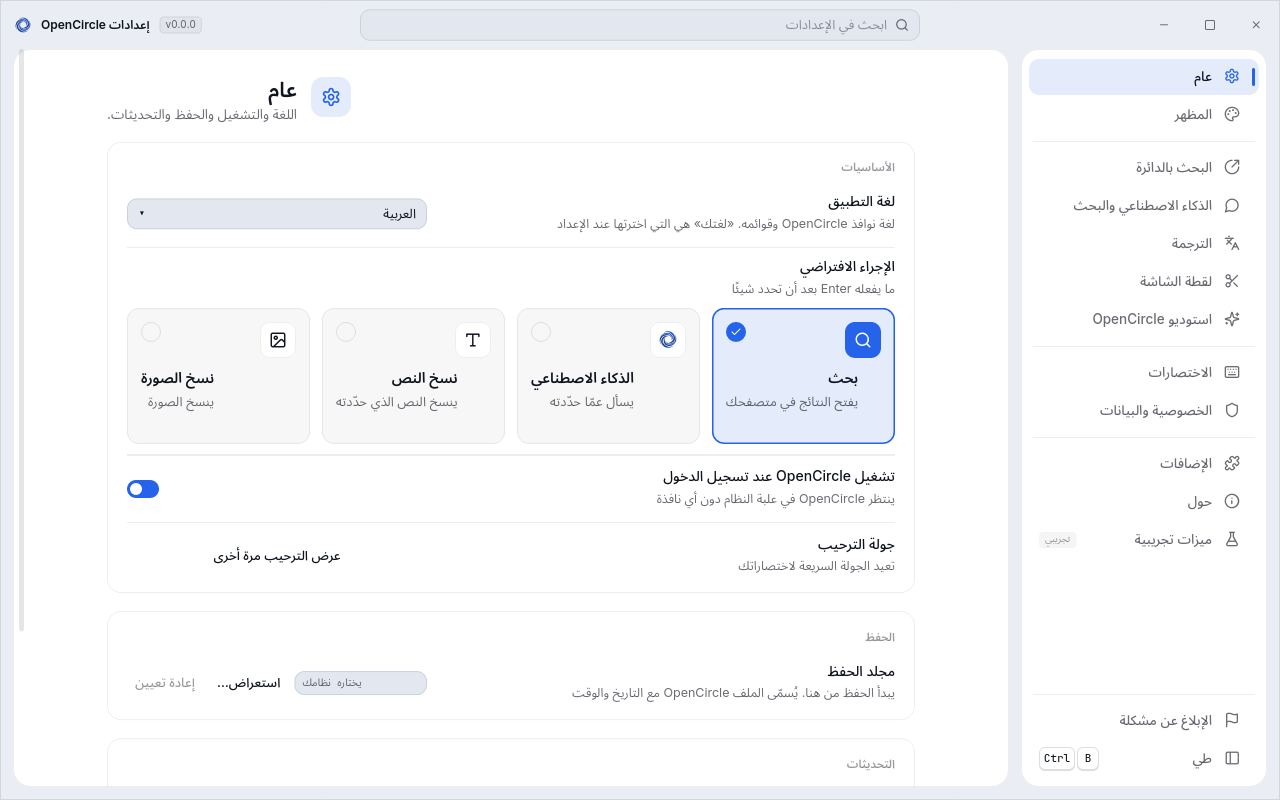 إعدادات OpenCircle
v0.0.0
ابحث في الإعدادات
عام
المظهر
البحث بالدائرة
الذكاء الاصطناعي والبحث
الترجمة
لقطة الشاشة
استوديو OpenCircle
الاختصارات
الخصوصية والبيانات
الإضافات
حول
ميزات تجريبية
تجريبي
الإبلاغ عن مشكلة
طي
Ctrl B
عام
اللغة والتشغيل والحفظ والتحديثات.
الأساسيات
لغة التطبيق
لغة نوافذ OpenCircle وقوائمه. «لغتك» هي التي اخترتها عند الإعداد
العربية
الإجراء الافتراضي
ما يفعله Enter بعد أن تحدد شيئًا
بحث
يفتح النتائج في متصفحك
الذكاء الاصطناعي
يسأل عمّا حدّدته
نسخ النص
ينسخ النص الذي حدّدته
نسخ الصورة
ينسخ الصورة
تشغيل OpenCircle عند تسجيل الدخول
ينتظر OpenCircle في علبة النظام دون أي نافذة
جولة الترحيب
تعيد الجولة السريعة لاختصاراتك
عرض الترحيب مرة أخرى
الحفظ
مجلد الحفظ
يبدأ الحفظ من هنا. يُسمّى الملف OpenCircle مع التاريخ والوقت
يختاره نظامك
استعراض...
إعادة تعيين
التحديثات